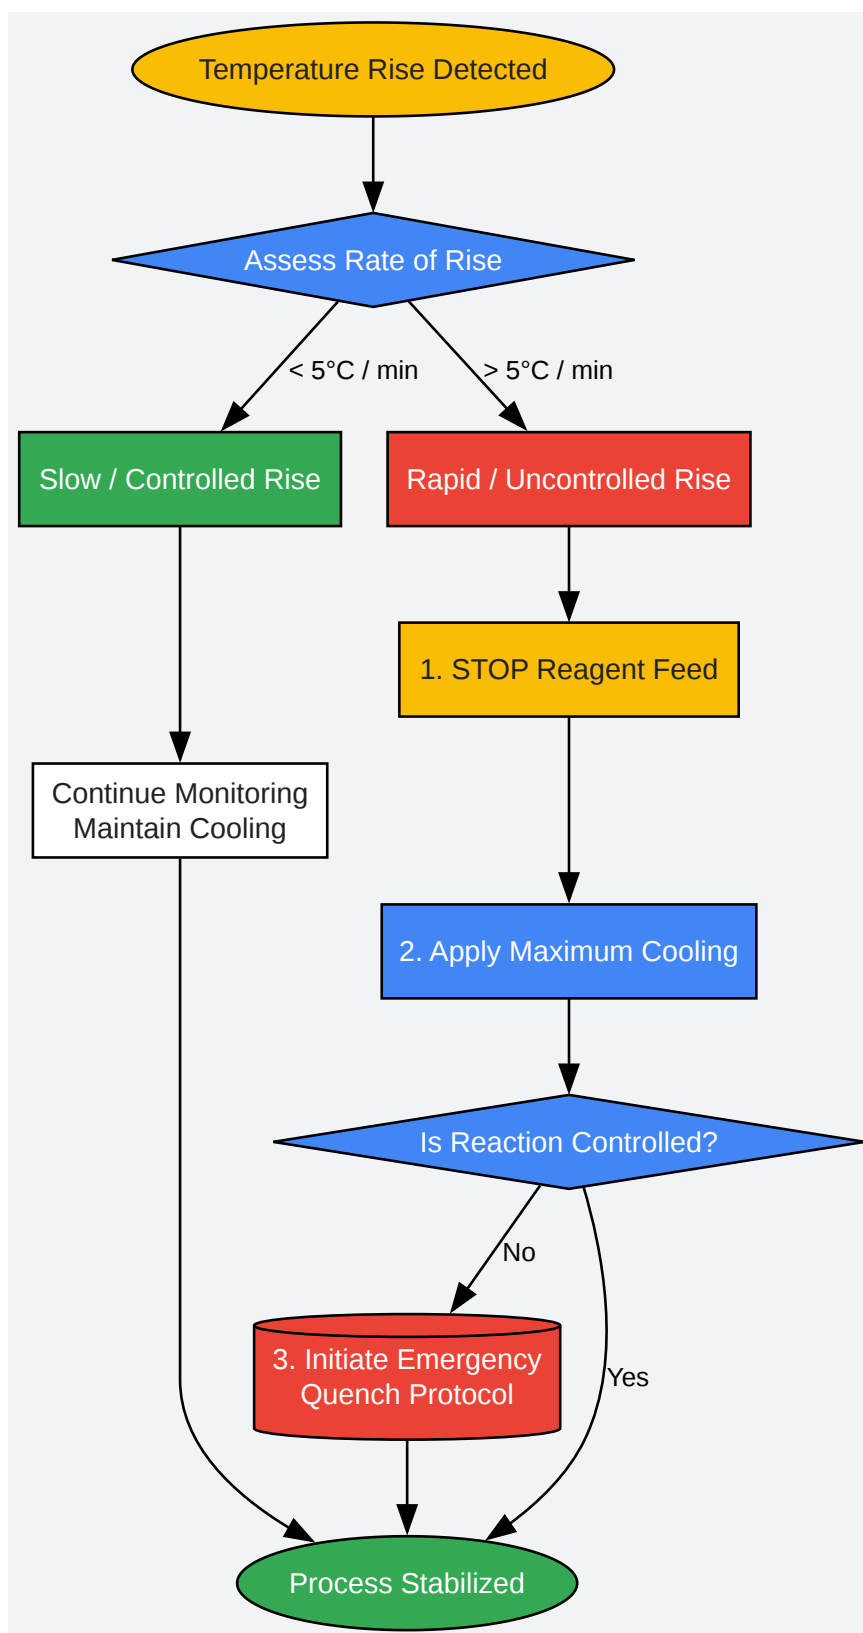 Temperature Rise Detected
Assess Rate of Rise
< 5°C / min
> 5°C / min
Slow / Controlled Rise
Rapid / Uncontrolled Rise
1. STOP Reagent Feed
Continue Monitoring
Maintain Cooling
2. Apply Maximum Cooling
Is Reaction Controlled?
No
3. Initiate Emergency
Quench Protocol
Yes
Process Stabilized